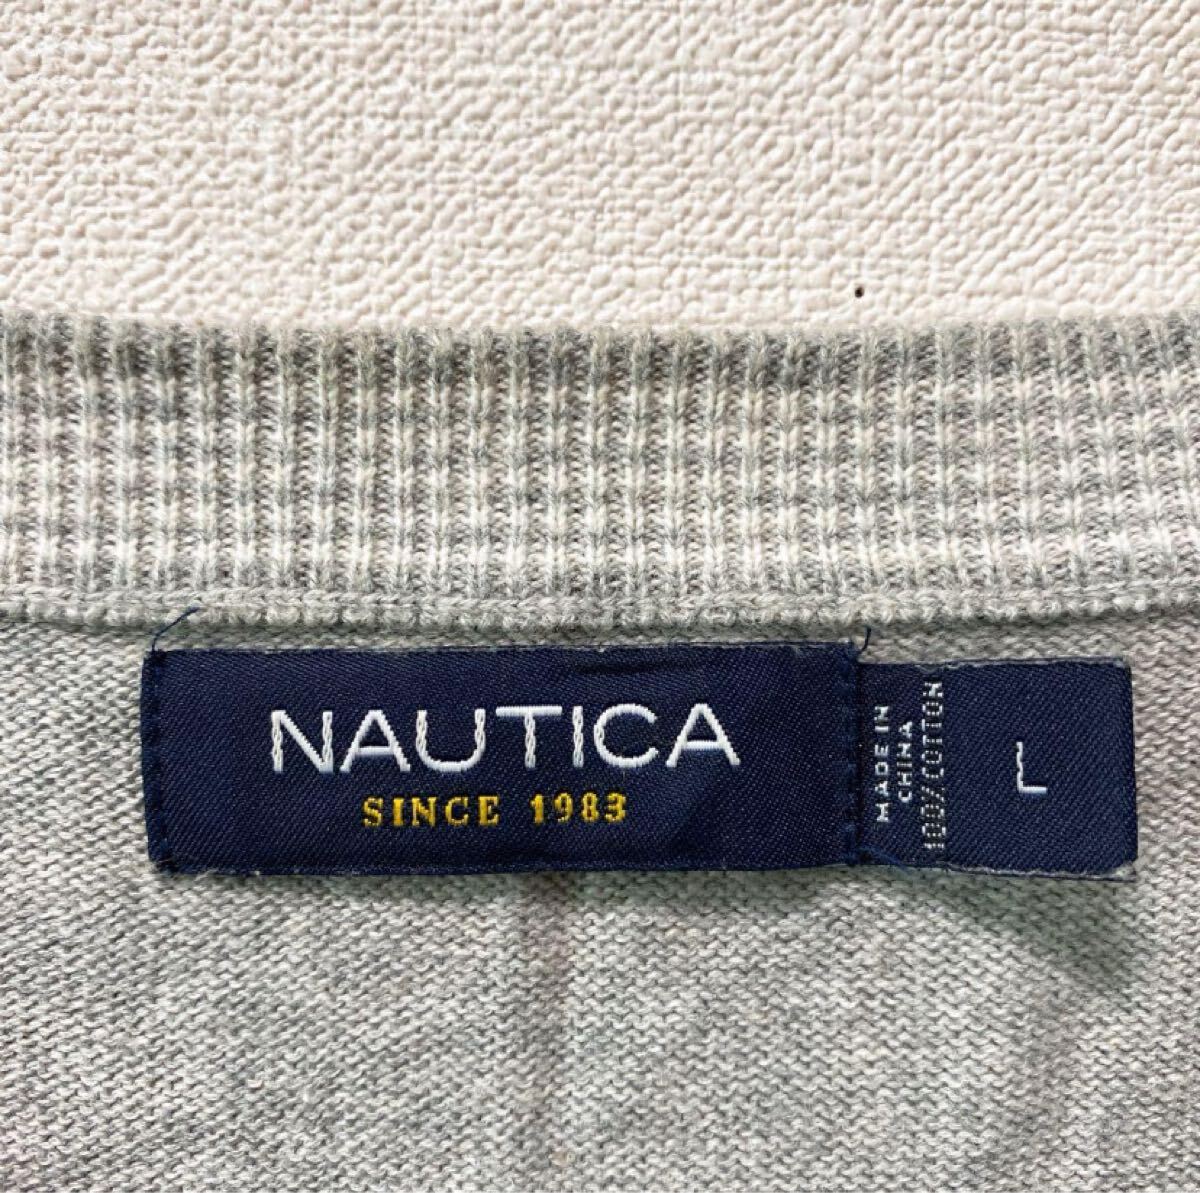 NAUTICA
SINCE 1983
MADE IN
CHINA
100% COTTON
L